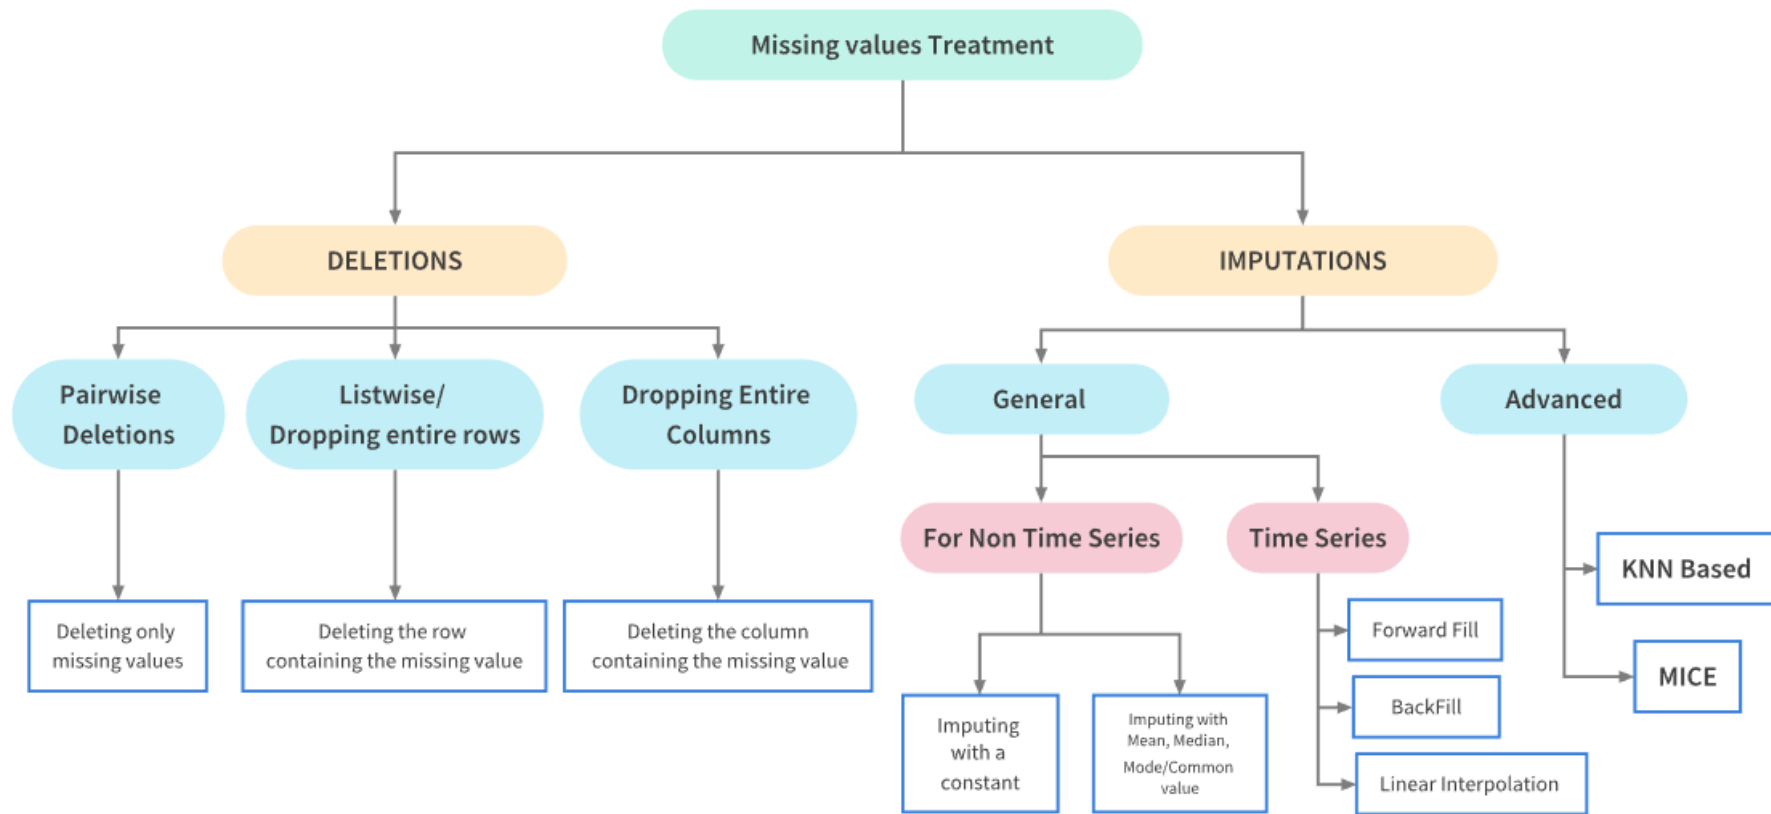 Missing values Treatment
DELETIONS
IMPUTATIONS
Pairwise
Deletions
Listwise/
Dropping entire rows
Dropping Entire
Columns
General
Advanced
For Non Time Series
Time Series
KNN Based
MICE
Deleting only
missing values
Deleting the row
containing the missing value
Deleting the column
containing the missing value
Imputing
with a
constant
Imputing with
Mean, Median,
Mode/Common
value
Forward Fill
BackFill
Linear Interpolation